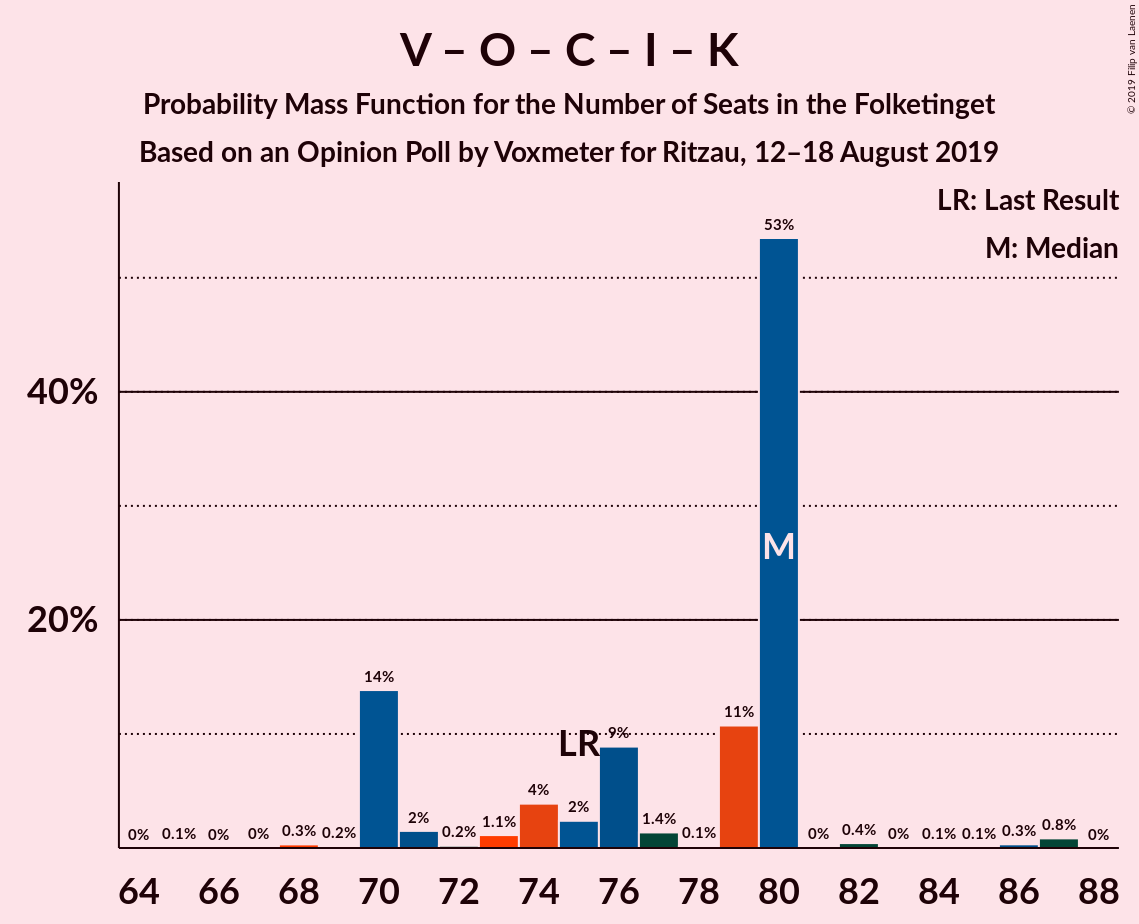 V – O – C – I – K
Probability Mass Function for the Number of Seats in the Folketinget
Based on an Opinion Poll by Voxmeter for Ritzau, 12–18 August 2019
© 2019 Filip van Laenen
LR: Last Result
M: Median
40%
20%
0% 0.1% 0% 0% 0.3% 0.2% 14% 2% 0.2% 1.1% 4% 2% 9% 1.4% 0.1% 11% 53% 0% 0.4% 0% 0.1% 0.1% 0.3% 0.8% 0%
LR
M
64 66 68 70 72 74 76 78 80 82 84 86 88